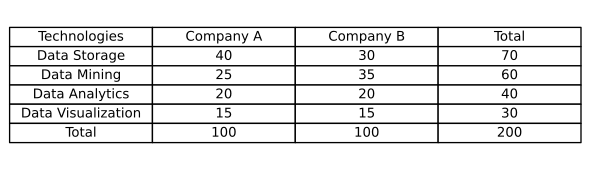 Technologies Company A Company B Total
Data Storage 40 30 70
Data Mining 25 35 60
Data Analytics 20 20 40
Data Visualization 15 15 30
Total 100 100 200